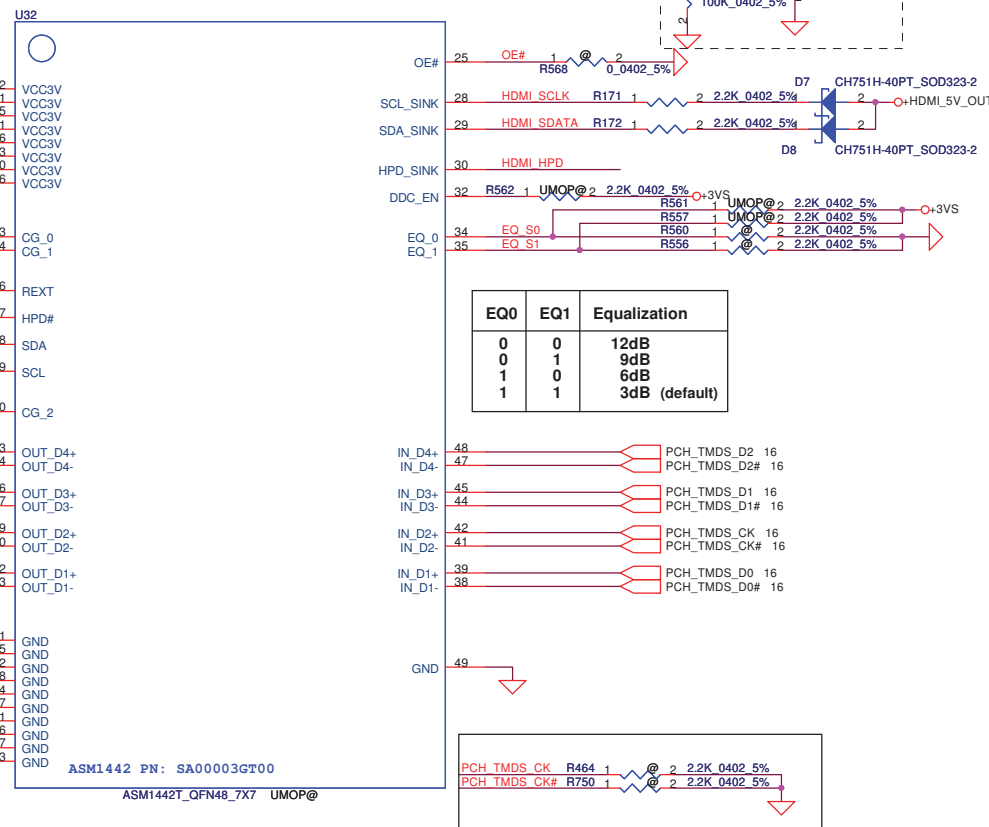 U32
100K_0402_5%
2
OE# 25 OE# 1 @ 2
R568 0_0402_5%
VCC3V
VCC3V
VCC3V
VCC3V
VCC3V
VCC3V
VCC3V
VCC3V
D7 CH751H-40PT_SOD323-2
SCL_SINK 28 HDMI_SCLK R171 1 2 2.2K_0402_5% 1 2 +HDMI_5V_OUT
SDA_SINK 29 HDMI_SDATA R172 1 2 2.2K_0402_5% 1 2
D8 CH751H-40PT_SOD323-2
HPD_SINK 30 HDMI_HPD
DDC_EN 32 R562 1 UMOP@ 2 2.2K_0402_5% +3VS
R561 1 UMOP@ 2 2.2K_0402_5% +3VS
R557 1 UMOP@ 2 2.2K_0402_5%
CG_0 EQ_0 34 EQ_S0 R560 1 @ 2 2.2K_0402_5%
CG_1 EQ_1 35 EQ_S1 R556 1 @ 2 2.2K_0402_5%
REXT
HPD#
SDA
SCL
CG_2
EQ0 EQ1 Equalization
0 0 12dB
0 1 9dB
1 0 6dB
1 1 3dB (default)
OUT_D4+ IN_D4+ 48 PCH_TMDS_D2 16
OUT_D4- IN_D4- 47 PCH_TMDS_D2# 16
OUT_D3+ IN_D3+ 45 PCH_TMDS_D1 16
OUT_D3- IN_D3- 44 PCH_TMDS_D1# 16
OUT_D2+ IN_D2+ 42 PCH_TMDS_CK 16
OUT_D2- IN_D2- 41 PCH_TMDS_CK# 16
OUT_D1+ IN_D1+ 39 PCH_TMDS_D0 16
OUT_D1- IN_D1- 38 PCH_TMDS_D0# 16
GND
GND
GND GND 49
GND
GND
GND
GND
GND
GND
GND
ASM1442 PN: SA00003GT00
ASM1442T_QFN48_7X7 UMOP@
PCH_TMDS_CK R464 1 @ 2 2.2K_0402_5%
PCH_TMDS_CK# R750 1 @ 2 2.2K_0402_5%